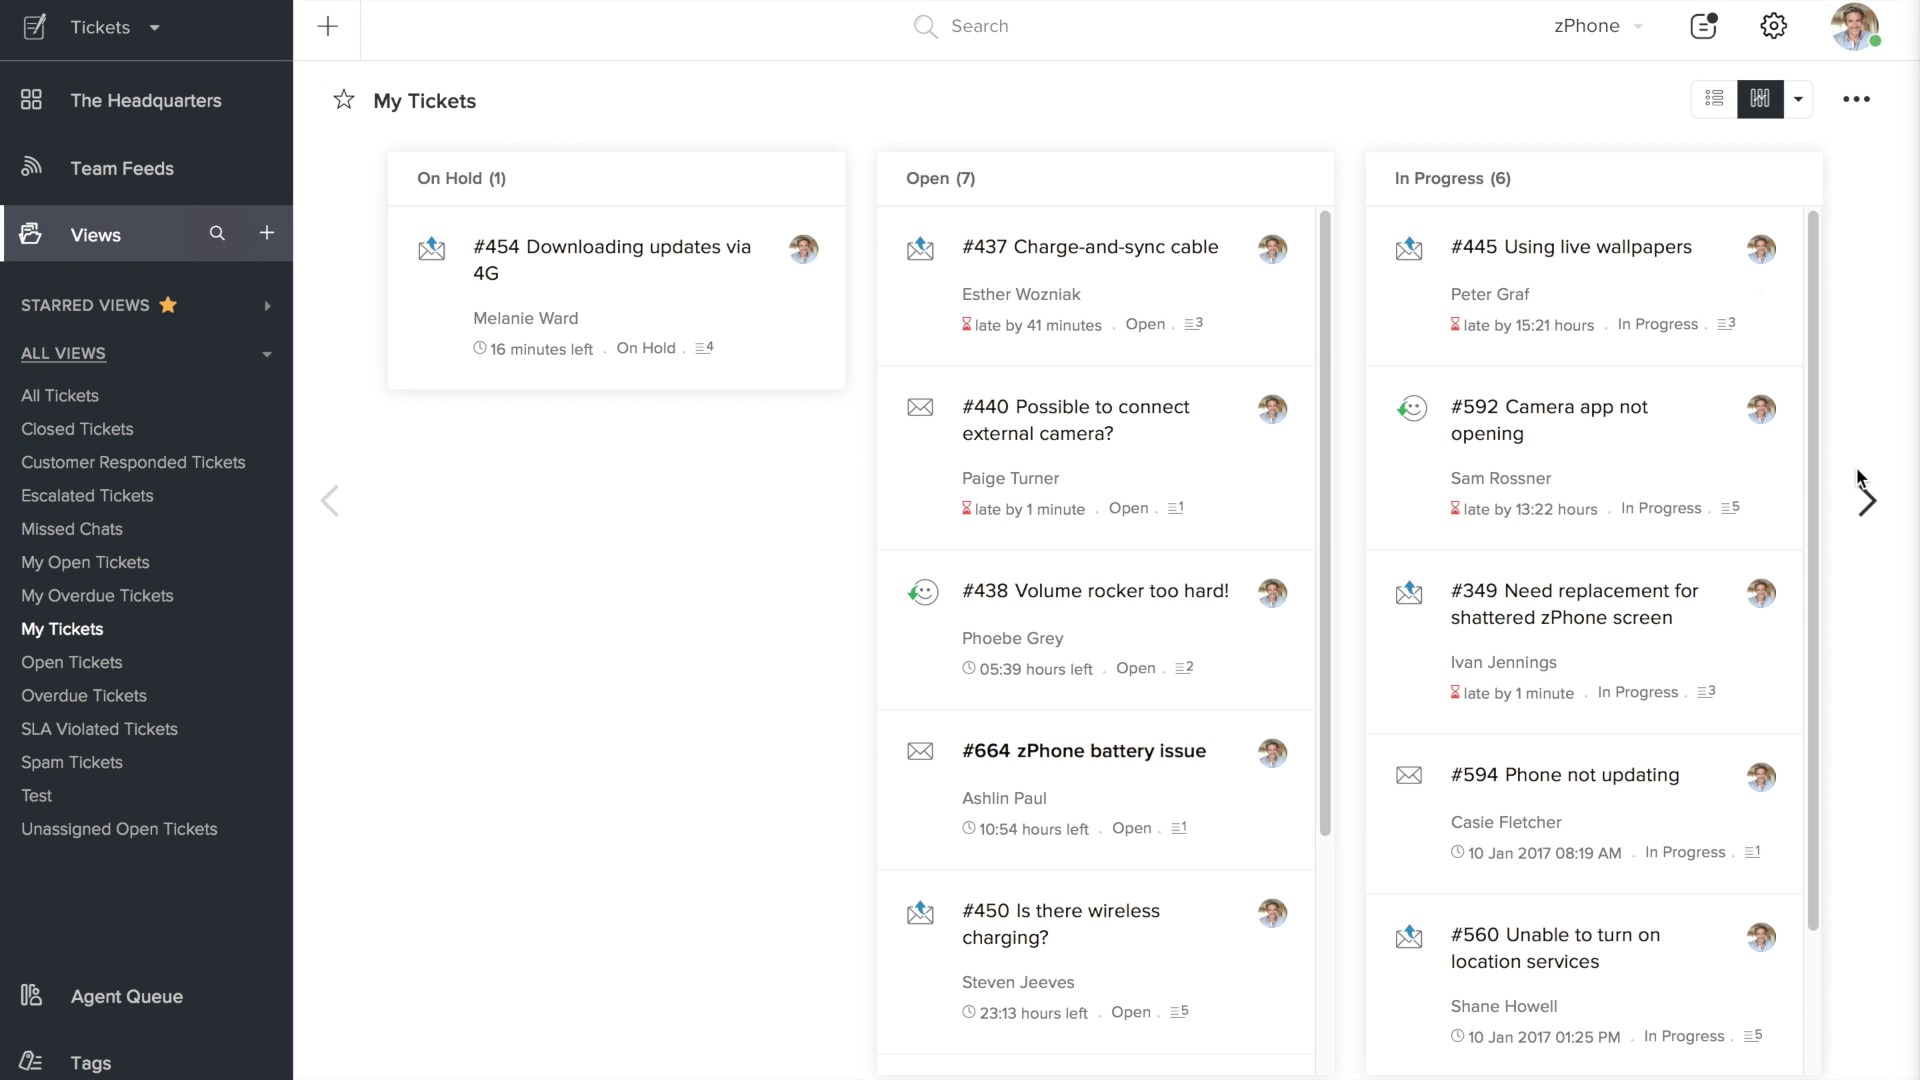 Tickets
Search
zPhone
The Headquarters
Team Feeds
Views
STARRED VIEWS
ALL VIEWS
All Tickets
Closed Tickets
Customer Responded Tickets
Escalated Tickets
Missed Chats
My Open Tickets
My Overdue Tickets
My Tickets
Open Tickets
Overdue Tickets
SLA Violated Tickets
Spam Tickets
Test
Unassigned Open Tickets
Agent Queue
Tags
My Tickets
On Hold (1)
#454 Downloading updates via
4G
Melanie Ward
16 minutes left . On Hold . 4
Open (7)
#437 Charge-and-sync cable
Esther Wozniak
late by 41 minutes . Open . 3
#440 Possible to connect
external camera?
Paige Turner
late by 1 minute . Open . 1
#438 Volume rocker too hard!
Phoebe Grey
05:39 hours left . Open . 2
#664 zPhone battery issue
Ashlin Paul
10:54 hours left . Open . 1
#450 Is there wireless
charging?
Steven Jeeves
23:13 hours left . Open . 5
In Progress (6)
#445 Using live wallpapers
Peter Graf
late by 15:21 hours . In Progress . 3
#592 Camera app not
opening
Sam Rossner
late by 13:22 hours . In Progress . 5
#349 Need replacement for
shattered zPhone screen
Ivan Jennings
late by 1 minute . In Progress . 3
#594 Phone not updating
Casie Fletcher
10 Jan 2017 08:19 AM . In Progress . 1
#560 Unable to turn on
location services
Shane Howell
10 Jan 2017 01:25 PM . In Progress . 5